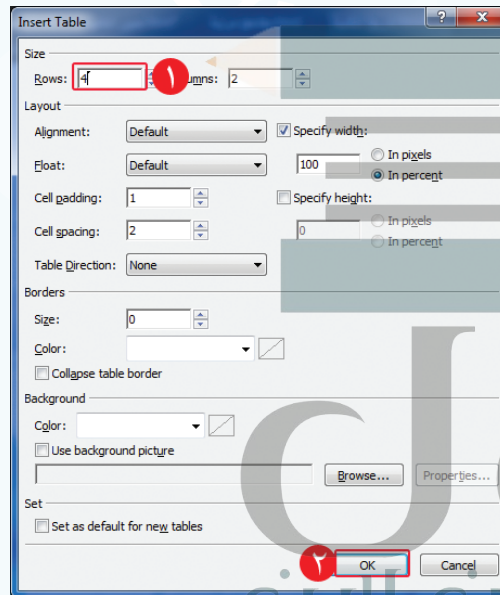 Insert Table
Size
Rows: 4 ۱ umns: 2
Layout
Alignment: Default Specify width:
Float: Default 100 In pixels
In percent
Cell padding: 1 Specify height:
Cell spacing: 2 0 In pixels
In percent
Table Direction: None
Borders
Size: 0
Color:
Collapse table border
Background
Color:
Use background picture
Browse... Properties...
Set
Set as default for new tables
۲ OK Cancel